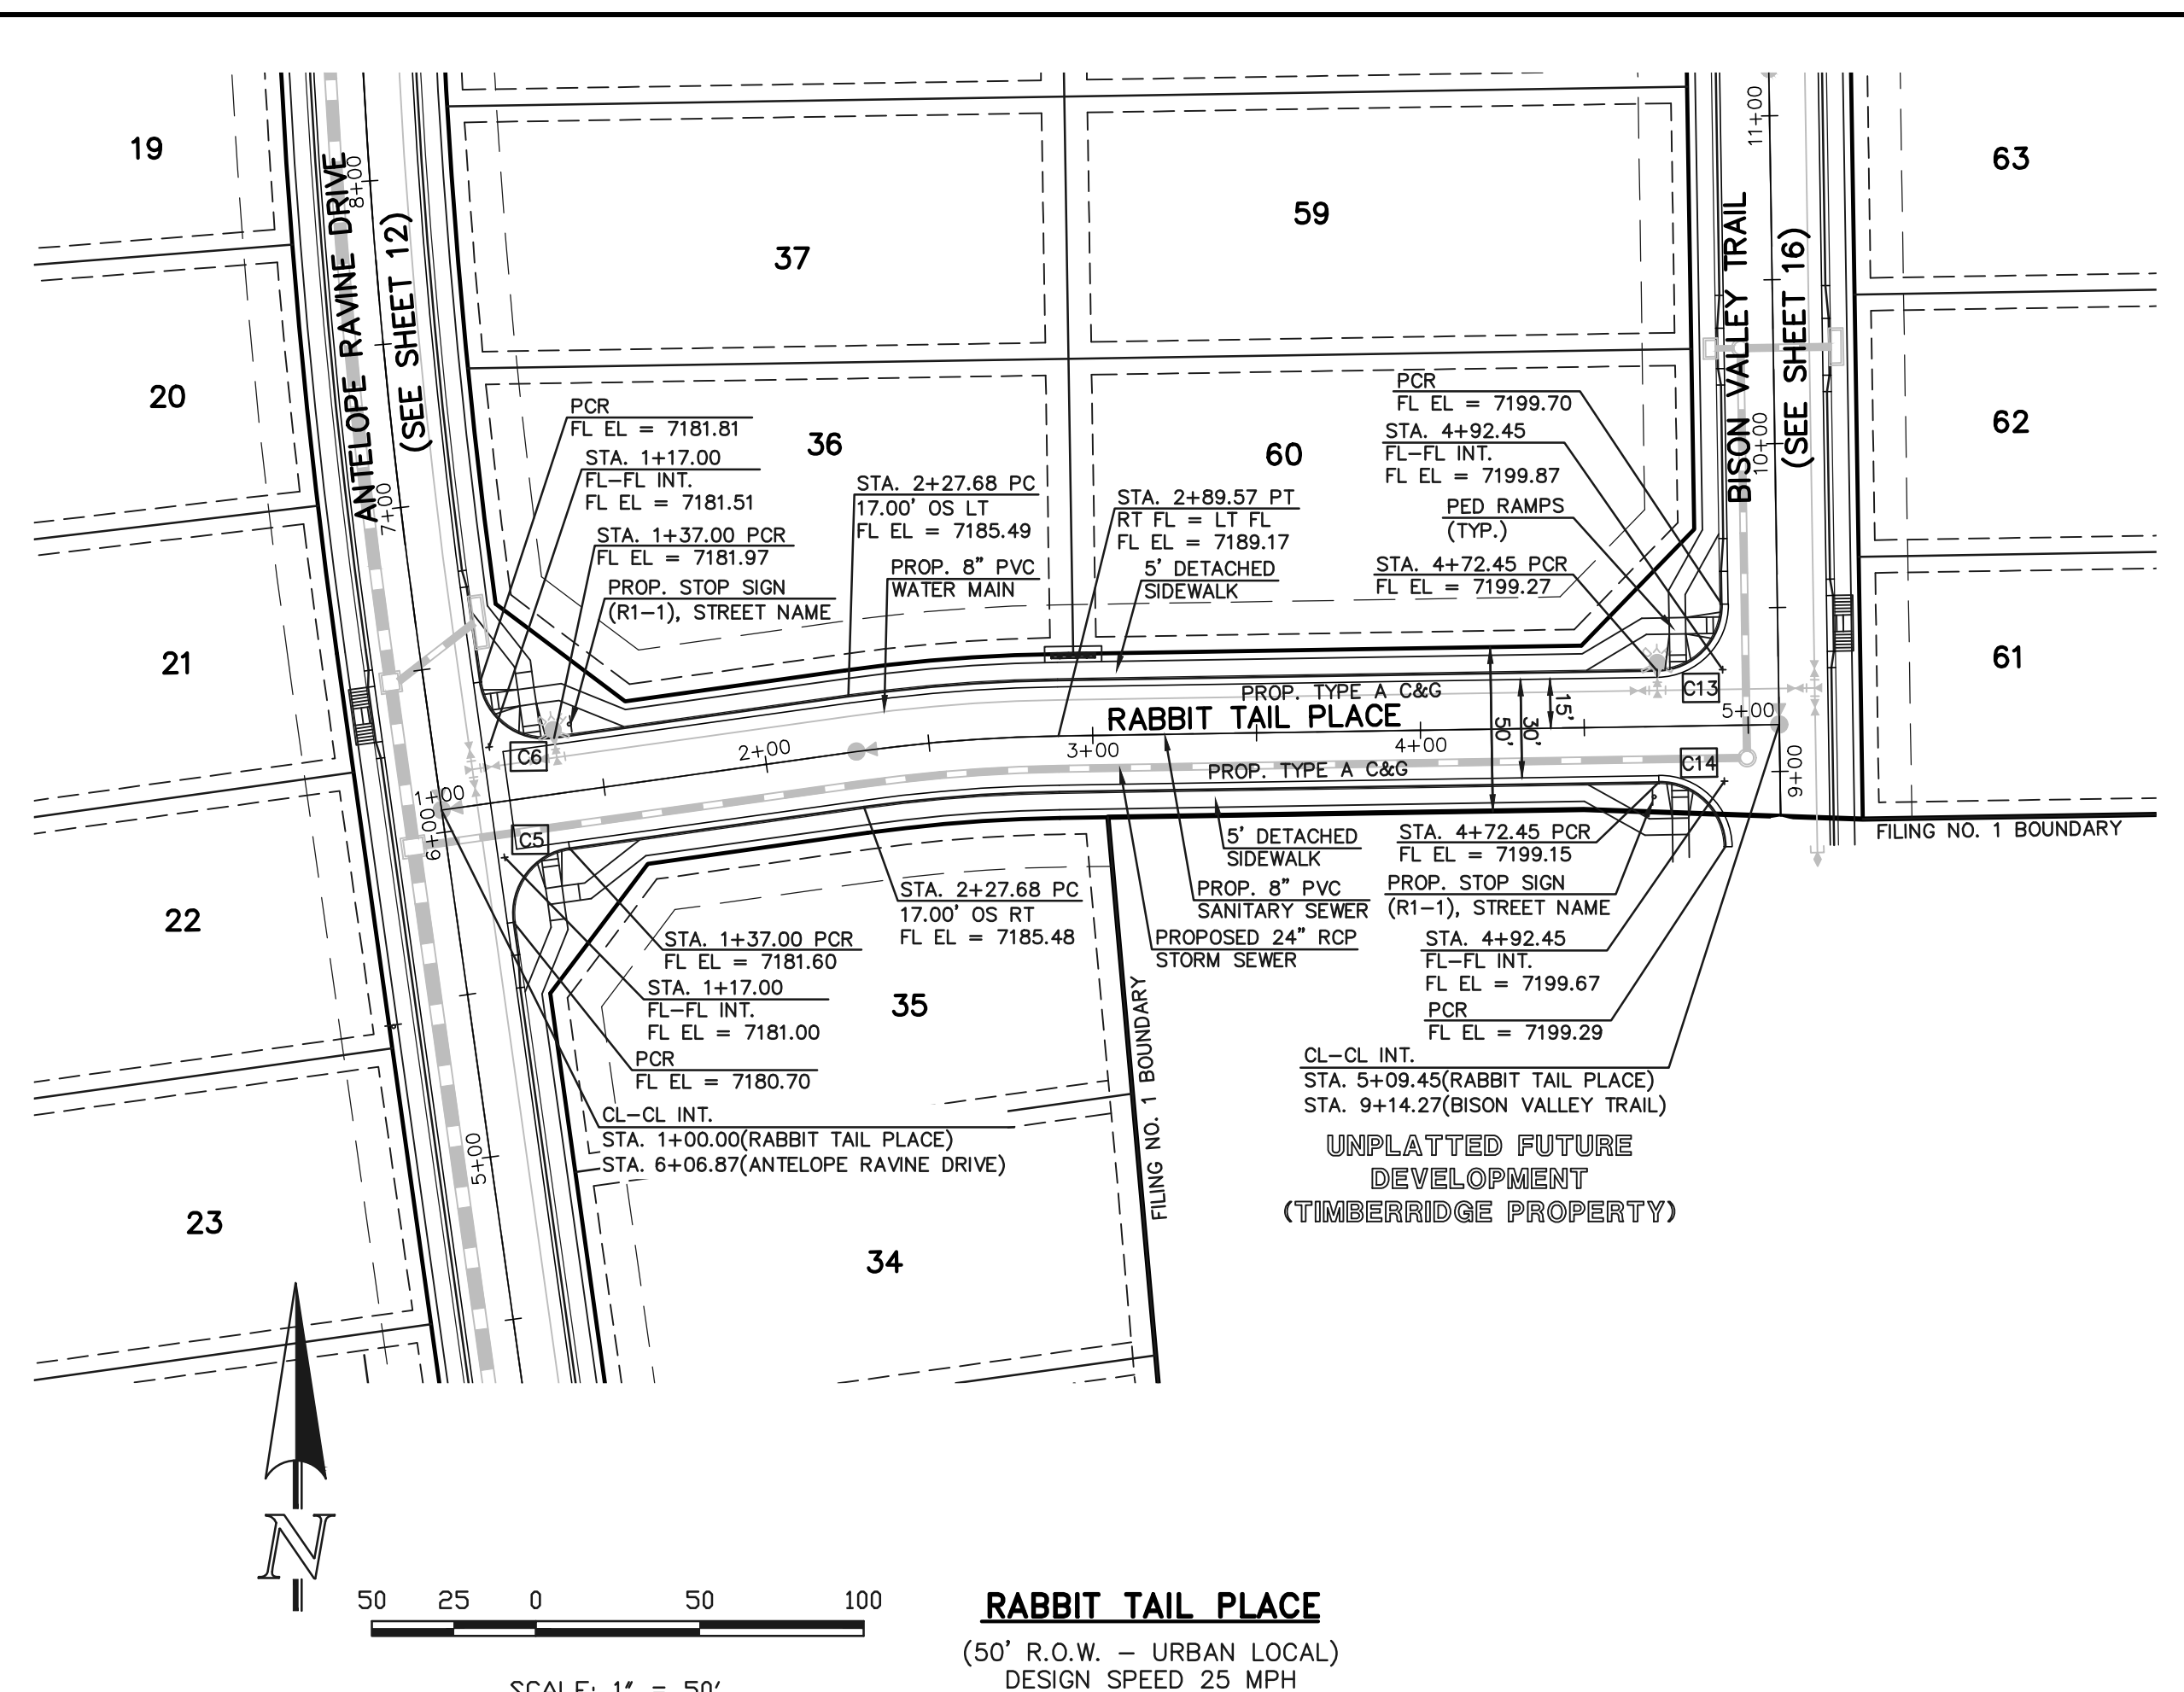 19
20
21
22
23
ANTELOPE RAVINE DRIVE
(SEE SHEET 12)
8+00
7+00
6+00
5+00
37
59
36
60
63
62
61
35
34
BISON VALLEY TRAIL
(SEE SHEET 16)
11+00
10+00
9+00
PCR
FL EL = 7181.81
STA. 1+17.00
FL-FL INT.
FL EL = 7181.51
STA. 1+37.00 PCR
FL EL = 7181.97
PROP. STOP SIGN
(R1-1), STREET NAME
STA. 2+27.68 PC
17.00' OS LT
FL EL = 7185.49
PROP. 8" PVC
WATER MAIN
STA. 2+89.57 PT
RT FL = LT FL
FL EL = 7189.17
5' DETACHED
SIDEWALK
PCR
FL EL = 7199.70
STA. 4+92.45
FL-FL INT.
FL EL = 7199.87
PED RAMPS
(TYP.)
STA. 4+72.45 PCR
FL EL = 7199.27
C6
C5
C13
C14
PROP. TYPE A C&G
RABBIT TAIL PLACE
PROP. TYPE A C&G
1+00
2+00
3+00
4+00
5+00
50'
30'
15'
FILING NO. 1 BOUNDARY
5' DETACHED
SIDEWALK
PROP. 8" PVC
SANITARY SEWER
PROPOSED 24" RCP
STORM SEWER
STA. 2+27.68 PC
17.00' OS RT
FL EL = 7185.48
STA. 1+37.00 PCR
FL EL = 7181.60
STA. 1+17.00
FL-FL INT.
FL EL = 7181.00
PCR
FL EL = 7180.70
CL-CL INT.
STA. 1+00.00(RABBIT TAIL PLACE)
STA. 6+06.87(ANTELOPE RAVINE DRIVE)
FILING NO. 1 BOUNDARY
STA. 4+72.45 PCR
FL EL = 7199.15
PROP. STOP SIGN
(R1-1), STREET NAME
STA. 4+92.45
FL-FL INT.
FL EL = 7199.67
PCR
FL EL = 7199.29
CL-CL INT.
STA. 5+09.45(RABBIT TAIL PLACE)
STA. 9+14.27(BISON VALLEY TRAIL)
UNPLATTED FUTURE
DEVELOPMENT
(TIMBERRIDGE PROPERTY)
N
50 25 0 50 100
SCALE: 1" = 50'
RABBIT TAIL PLACE
(50' R.O.W. - URBAN LOCAL)
DESIGN SPEED 25 MPH